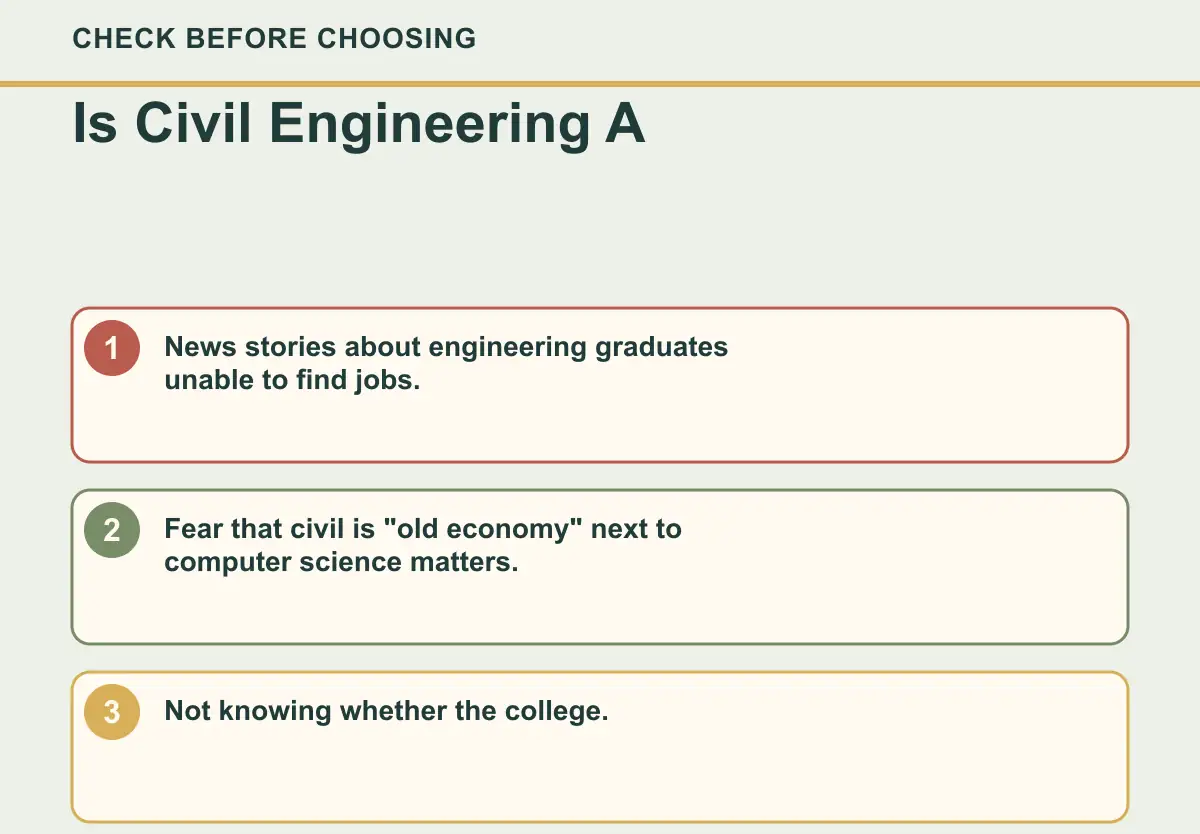 CHECK BEFORE CHOOSING
Is Civil Engineering A
1
News stories about engineering graduates
unable to find jobs.
2
Fear that civil is "old economy" next to
computer science matters.
3
Not knowing whether the college.